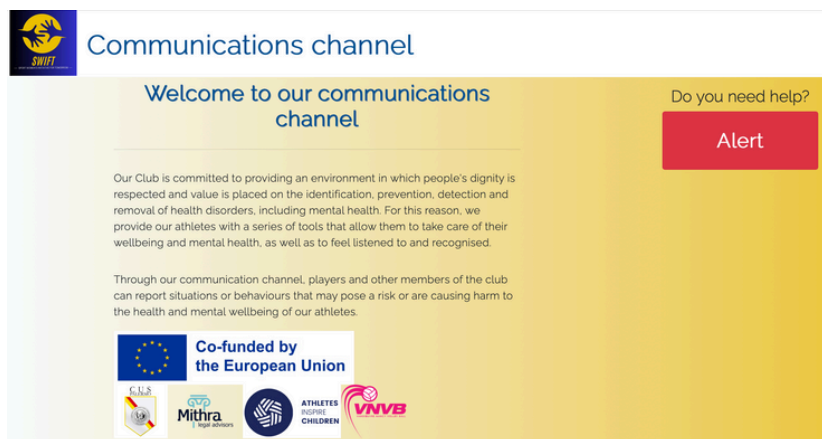 SWIFT
Communications channel
Welcome to our communications
channel
Do you need help?
Alert
Our Club is committed to providing an environment in which people's dignity is
respected and value is placed on the identification, prevention, detection and
removal of health disorders, including mental health. For this reason, we
provide our athletes with a series of tools that allow them to take care of their
wellbeing and mental health, as well as to feel listened to and recognised.
Through our communication channel, players and other members of the club
can report situations or behaviours that may pose a risk or are causing harm to
the health and mental wellbeing of our athletes.
Co-funded by
the European Union
C.U.S
Mithra
legal advisors
ATHLETES
INSPIRE
CHILDREN
VNVB